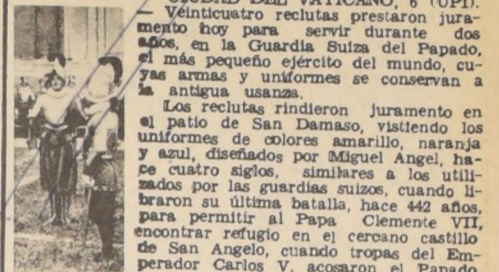 CIUDAD DEL VATICANO, 6 (UPI).
— Veinticuatro reclutas prestaron jura-
mento hoy para servir durante dos
años, en la Guardia Suiza del Papado,
el más pequeño ejército del mundo, cu-
yas armas y uniformes se conservan a
la antigua usanza.
Los reclutas rindieron juramento en
el patio de San Damaso, vistiendo los
uniformes de colores amarillo, naranja
y azul, diseñados por Miguel Angel, ha-
ce cuatro siglos, similares a los utili-
zados por las guardias suizos, cuando li-
braron su última batalla, hace 442 años,
para permitir al Papa Clemente VII,
encontrar refugio en el cercano castillo
de San Angelo, cuando tropas del Em-
perador Carlos V. acosaron el Papado